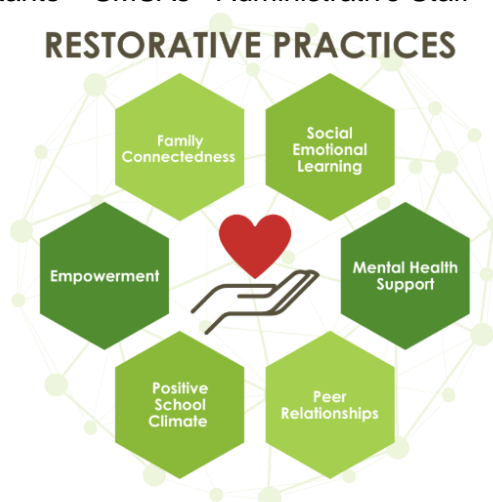 RESTORATIVE PRACTICES
Family
Connectedness
Social
Emotional
Learning
Empowerment
Mental Health
Support
Positive
School
Climate
Peer
Relationships